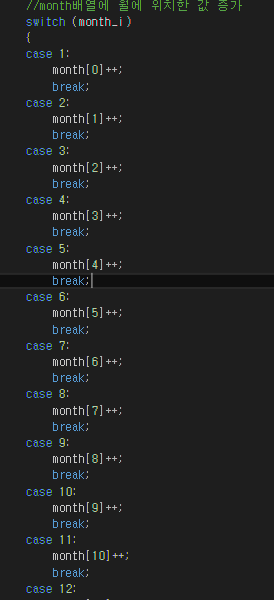 //month배열에 월에 위치한 값 증가
switch (month_i)
{
case 1:
month[0]++;
break;
case 2:
month[1]++;
break;
case 3:
month[2]++;
break;
case 4:
month[3]++;
break;
case 5:
month[4]++;
break;
case 6:
month[5]++;
break;
case 7:
month[6]++;
break;
case 8:
month[7]++;
break;
case 9:
month[8]++;
break;
case 10:
month[9]++;
break;
case 11:
month[10]++;
break;
case 12: